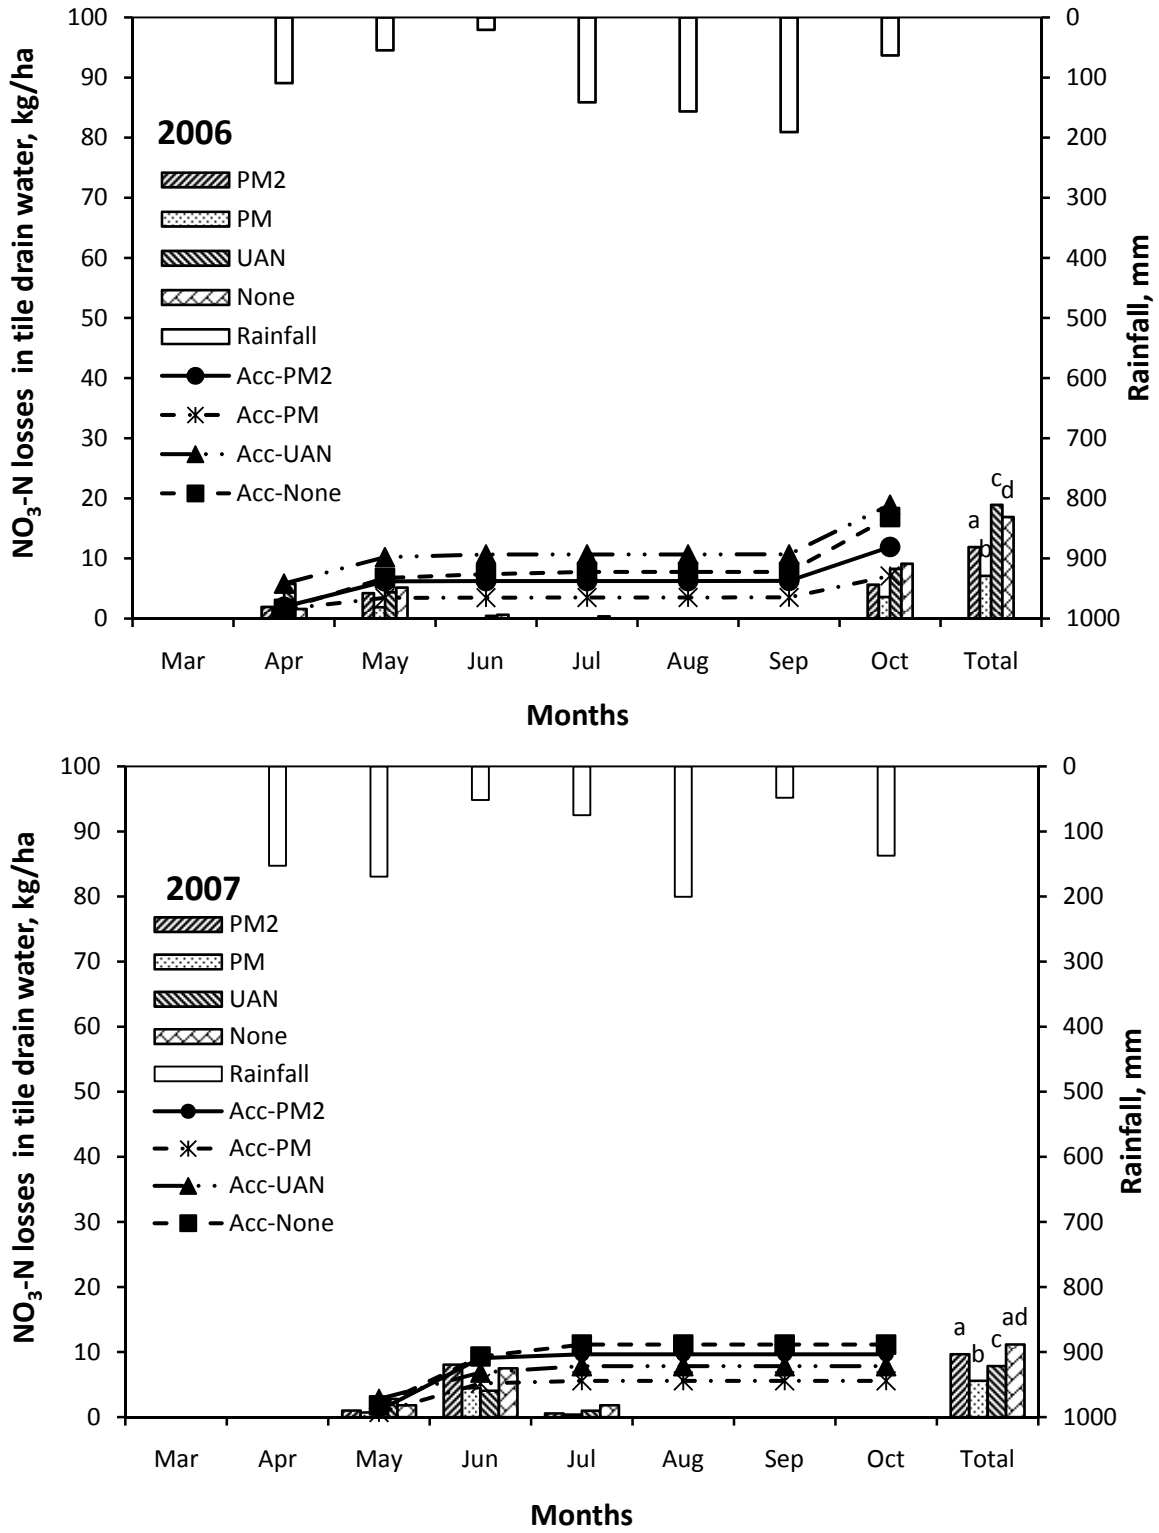 NO3-N losses in tile drain water, kg/ha
100
90
80
70
60
50
40
30
20
10
0
2006
PM2
PM
UAN
None
Rainfall
Acc-PM2
Acc-PM
Acc-UAN
Acc-None
a
b
c
d
0
100
200
300
400
500
600
700
800
900
1000
Rainfall, mm
Mar Apr May Jun Jul Aug Sep Oct Total
Months
NO3-N losses in tile drain water, kg/ha
100
90
80
70
60
50
40
30
20
10
0
2007
PM2
PM
UAN
None
Rainfall
Acc-PM2
Acc-PM
Acc-UAN
Acc-None
a
b
c
ad
0
100
200
300
400
500
600
700
800
900
1000
Rainfall, mm
Mar Apr May Jun Jul Aug Sep Oct Total
Months